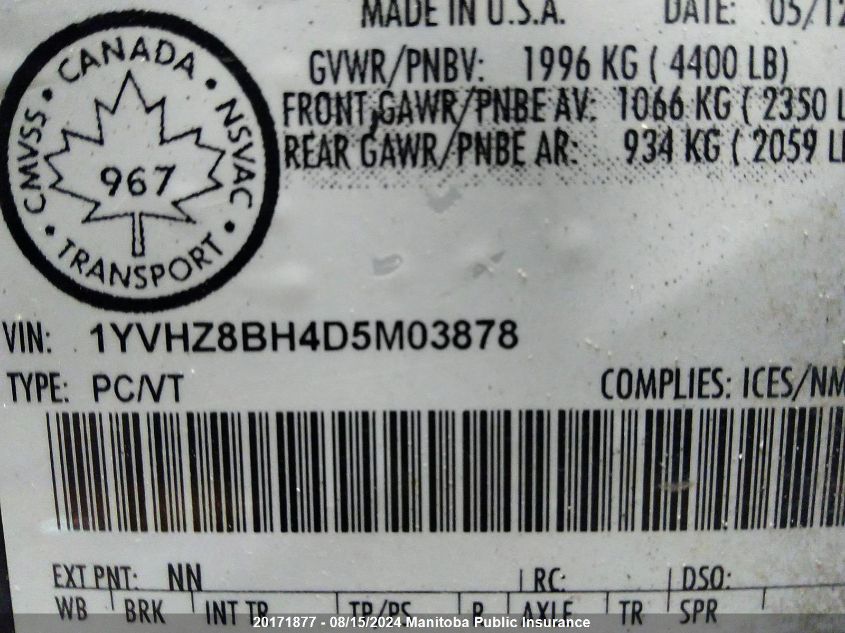 MADE IN U.S.A. DATE: 05/12
GVWR/PNBV: 1996 KG ( 4400 LB)
FRONT GAWR/PNBE AV: 1066 KG ( 2350 L
REAR GAWR/PNBE AR: 934 KG ( 2059 LB
CANADA
CMVSS • NSVAC
967
• TRANSPORT •
VIN: 1YVHZ8BH4D5M03878
TYPE: PC/VT COMPLIES: ICES/NM
EXT PNT: NN RC: DSO:
WB BRK INT TR TP/PS R AXLE TR SPR
20171877 - 08/15/2024 Manitoba Public Insurance